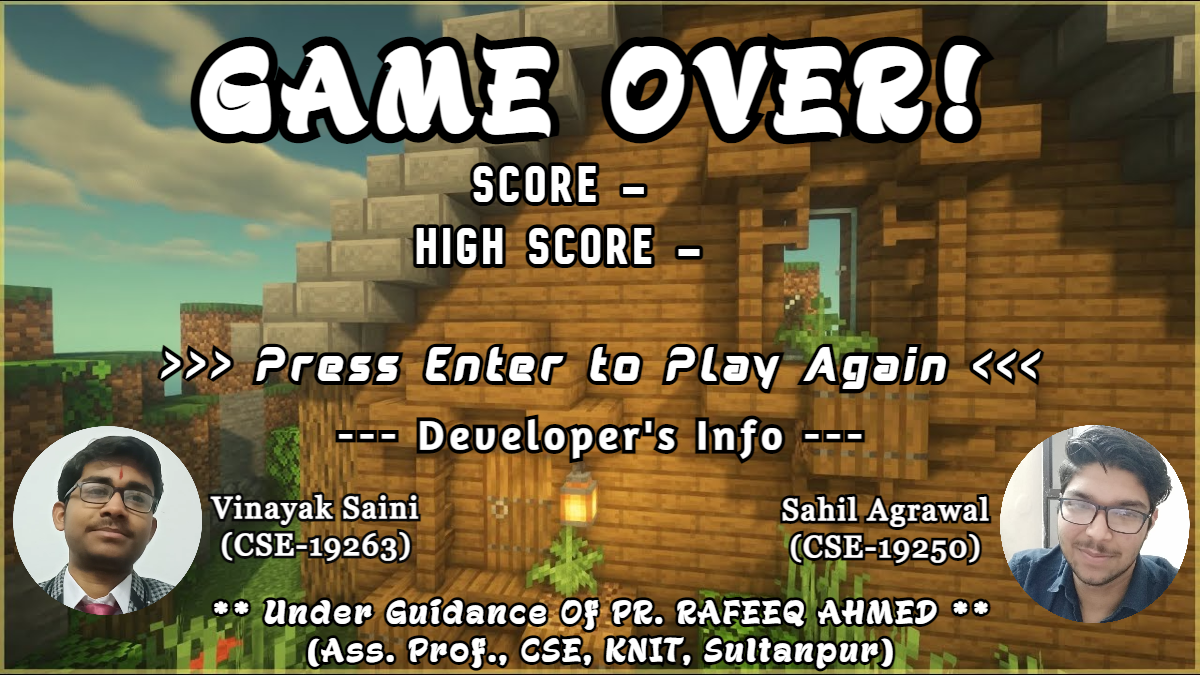 GAME OVER!
SCORE -
HIGH SCORE -
>>> Press Enter to Play Again <<<
--- Developer's Info ---
Vinayak Saini
(CSE-19263)
Sahil Agrawal
(CSE-19250)
** Under Guidance Of PR. RAFEEQ AHMED **
(Ass. Prof., CSE, KNIT, Sultanpur)